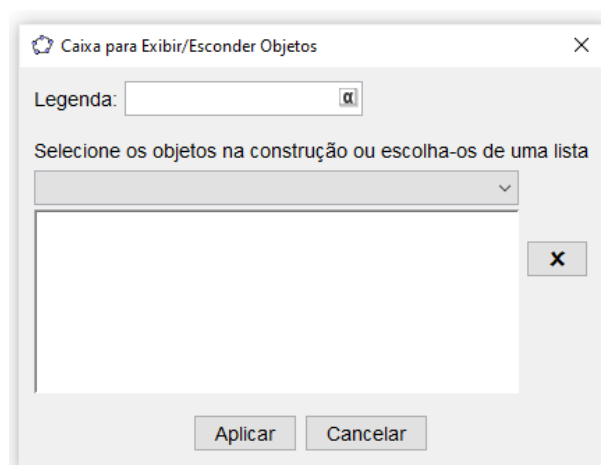 Caixa para Exibir/Esconder Objetos
Legenda:
α
Selecione os objetos na construção ou escolha-os de uma lista
Aplicar
Cancelar